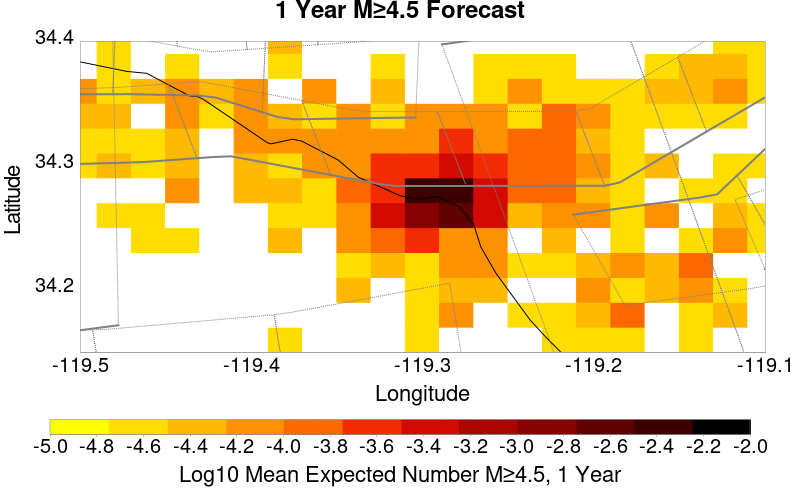 1 Year M≥4.5 Forecast
34.4
34.3
34.2
Latitude
-119.5 -119.4 -119.3 -119.2 -119.1
Longitude
-5.0 -4.8 -4.6 -4.4 -4.2 -4.0 -3.8 -3.6 -3.4 -3.2 -3.0 -2.8 -2.6 -2.4 -2.2 -2.0
Log10 Mean Expected Number M≥4.5, 1 Year